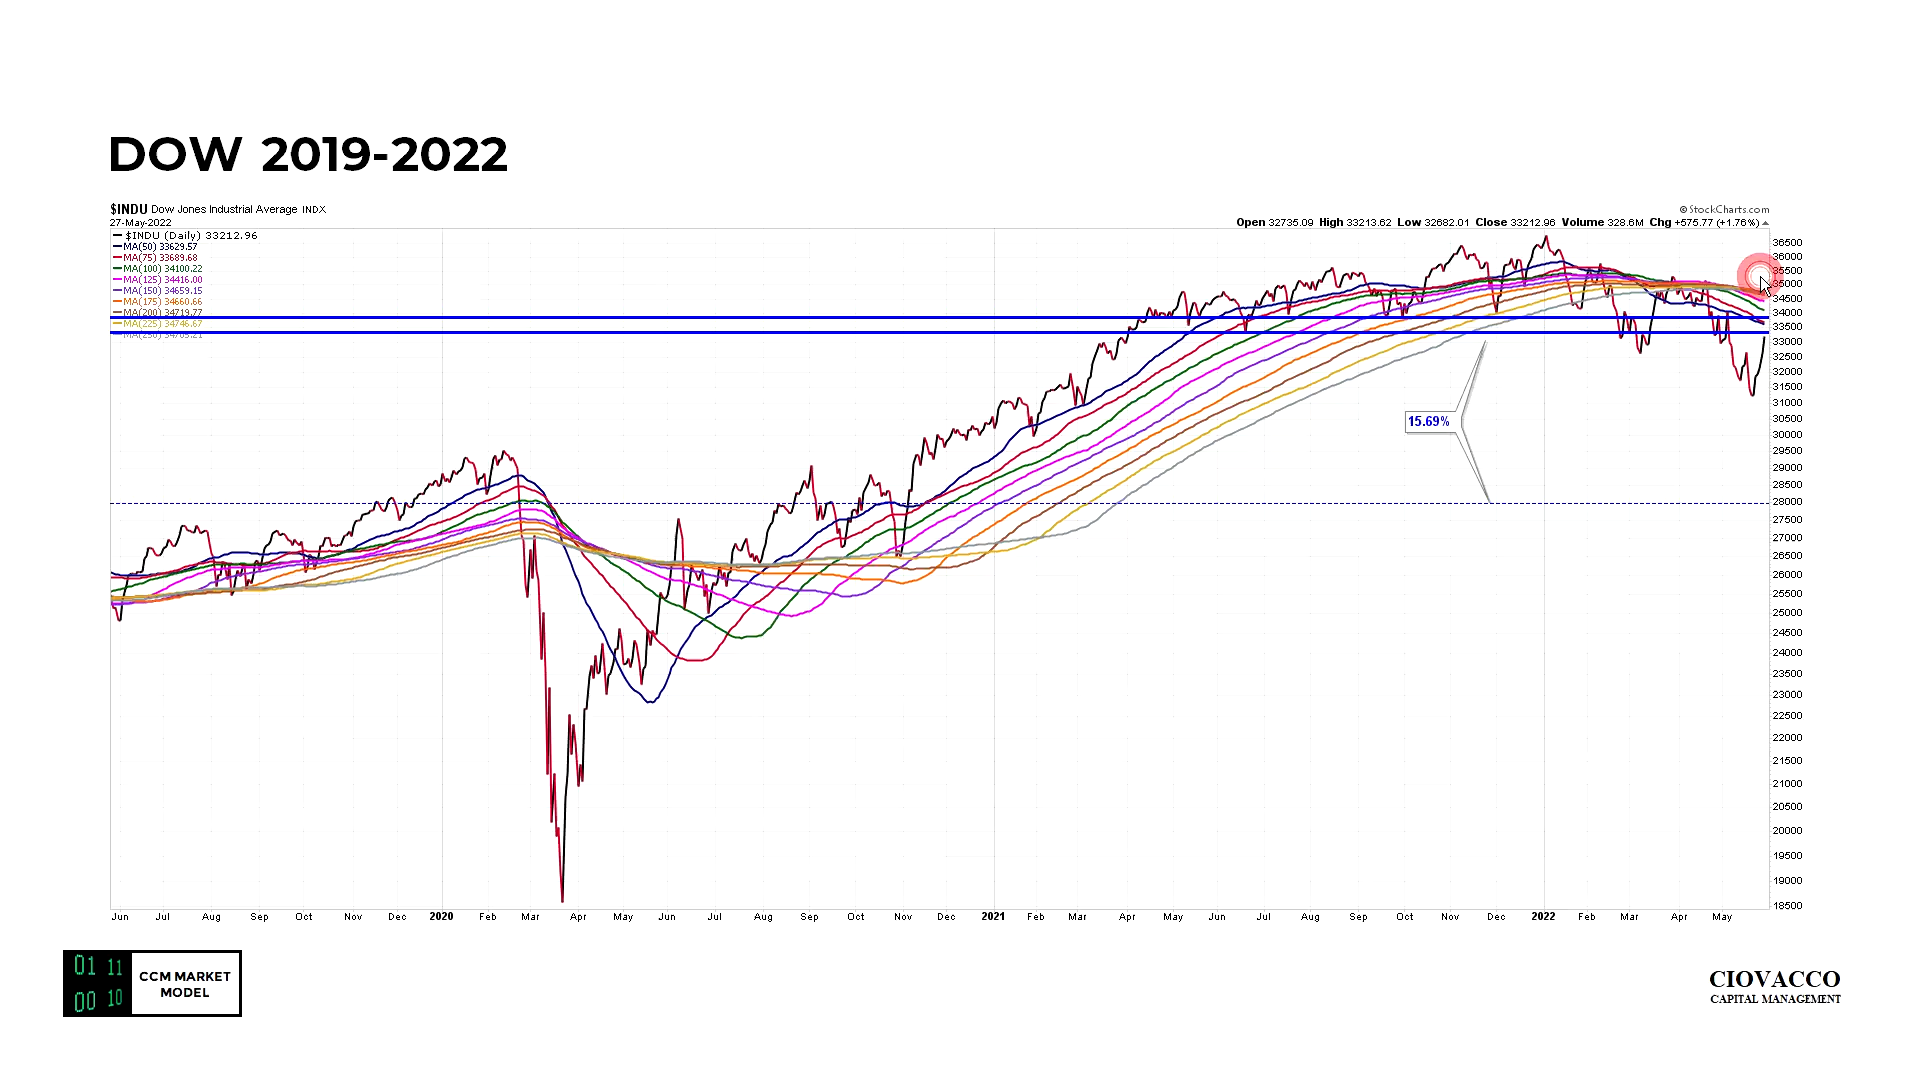 DOW 2019-2022
$INDU Dow Jones Industrial Average INDX
© StockCharts.com
27-May-2022
Open 32735.09 High 33213.62 Low 32682.01 Close 33212.96 Volume 328.6M Chg +575.77 (+1.76%)
$INDU (Daily) 33212.96
MA(50) 33629.57
MA(75) 33689.68
MA(100) 34100.22
MA(125) 34416.00
MA(150) 34659.15
MA(175) 34660.66
MA(200) 34719.77
MA(225) 34746.67
36500
36000
35500
35000
34500
34000
33500
33000
32500
32000
31500
31000
30500
30000
29500
29000
28500
28000
27500
27000
26500
26000
25500
25000
24500
24000
23500
23000
22500
22000
21500
21000
20500
20000
19500
19000
18500
15.69%
Jun Jul Aug Sep Oct Nov Dec 2020 Feb Mar Apr May Jun Jul Aug Sep Oct Nov Dec 2021 Feb Mar Apr May Jun Jul Aug Sep Oct Nov Dec 2022 Feb Mar Apr May
01 11
00 10
CCM MARKET
MODEL
CIOVACCO
CAPITAL MANAGEMENT